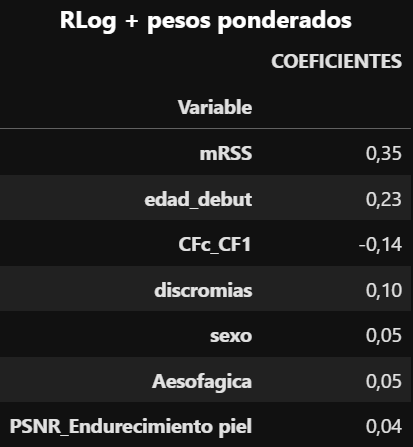 RLog + pesos ponderados
COEFICIENTES
Variable
mRSS 0,35
edad_debut 0,23
CFc_CF1 -0,14
discromias 0,10
sexo 0,05
Aesofagica 0,05
PSNR_Endurecimiento piel 0,04